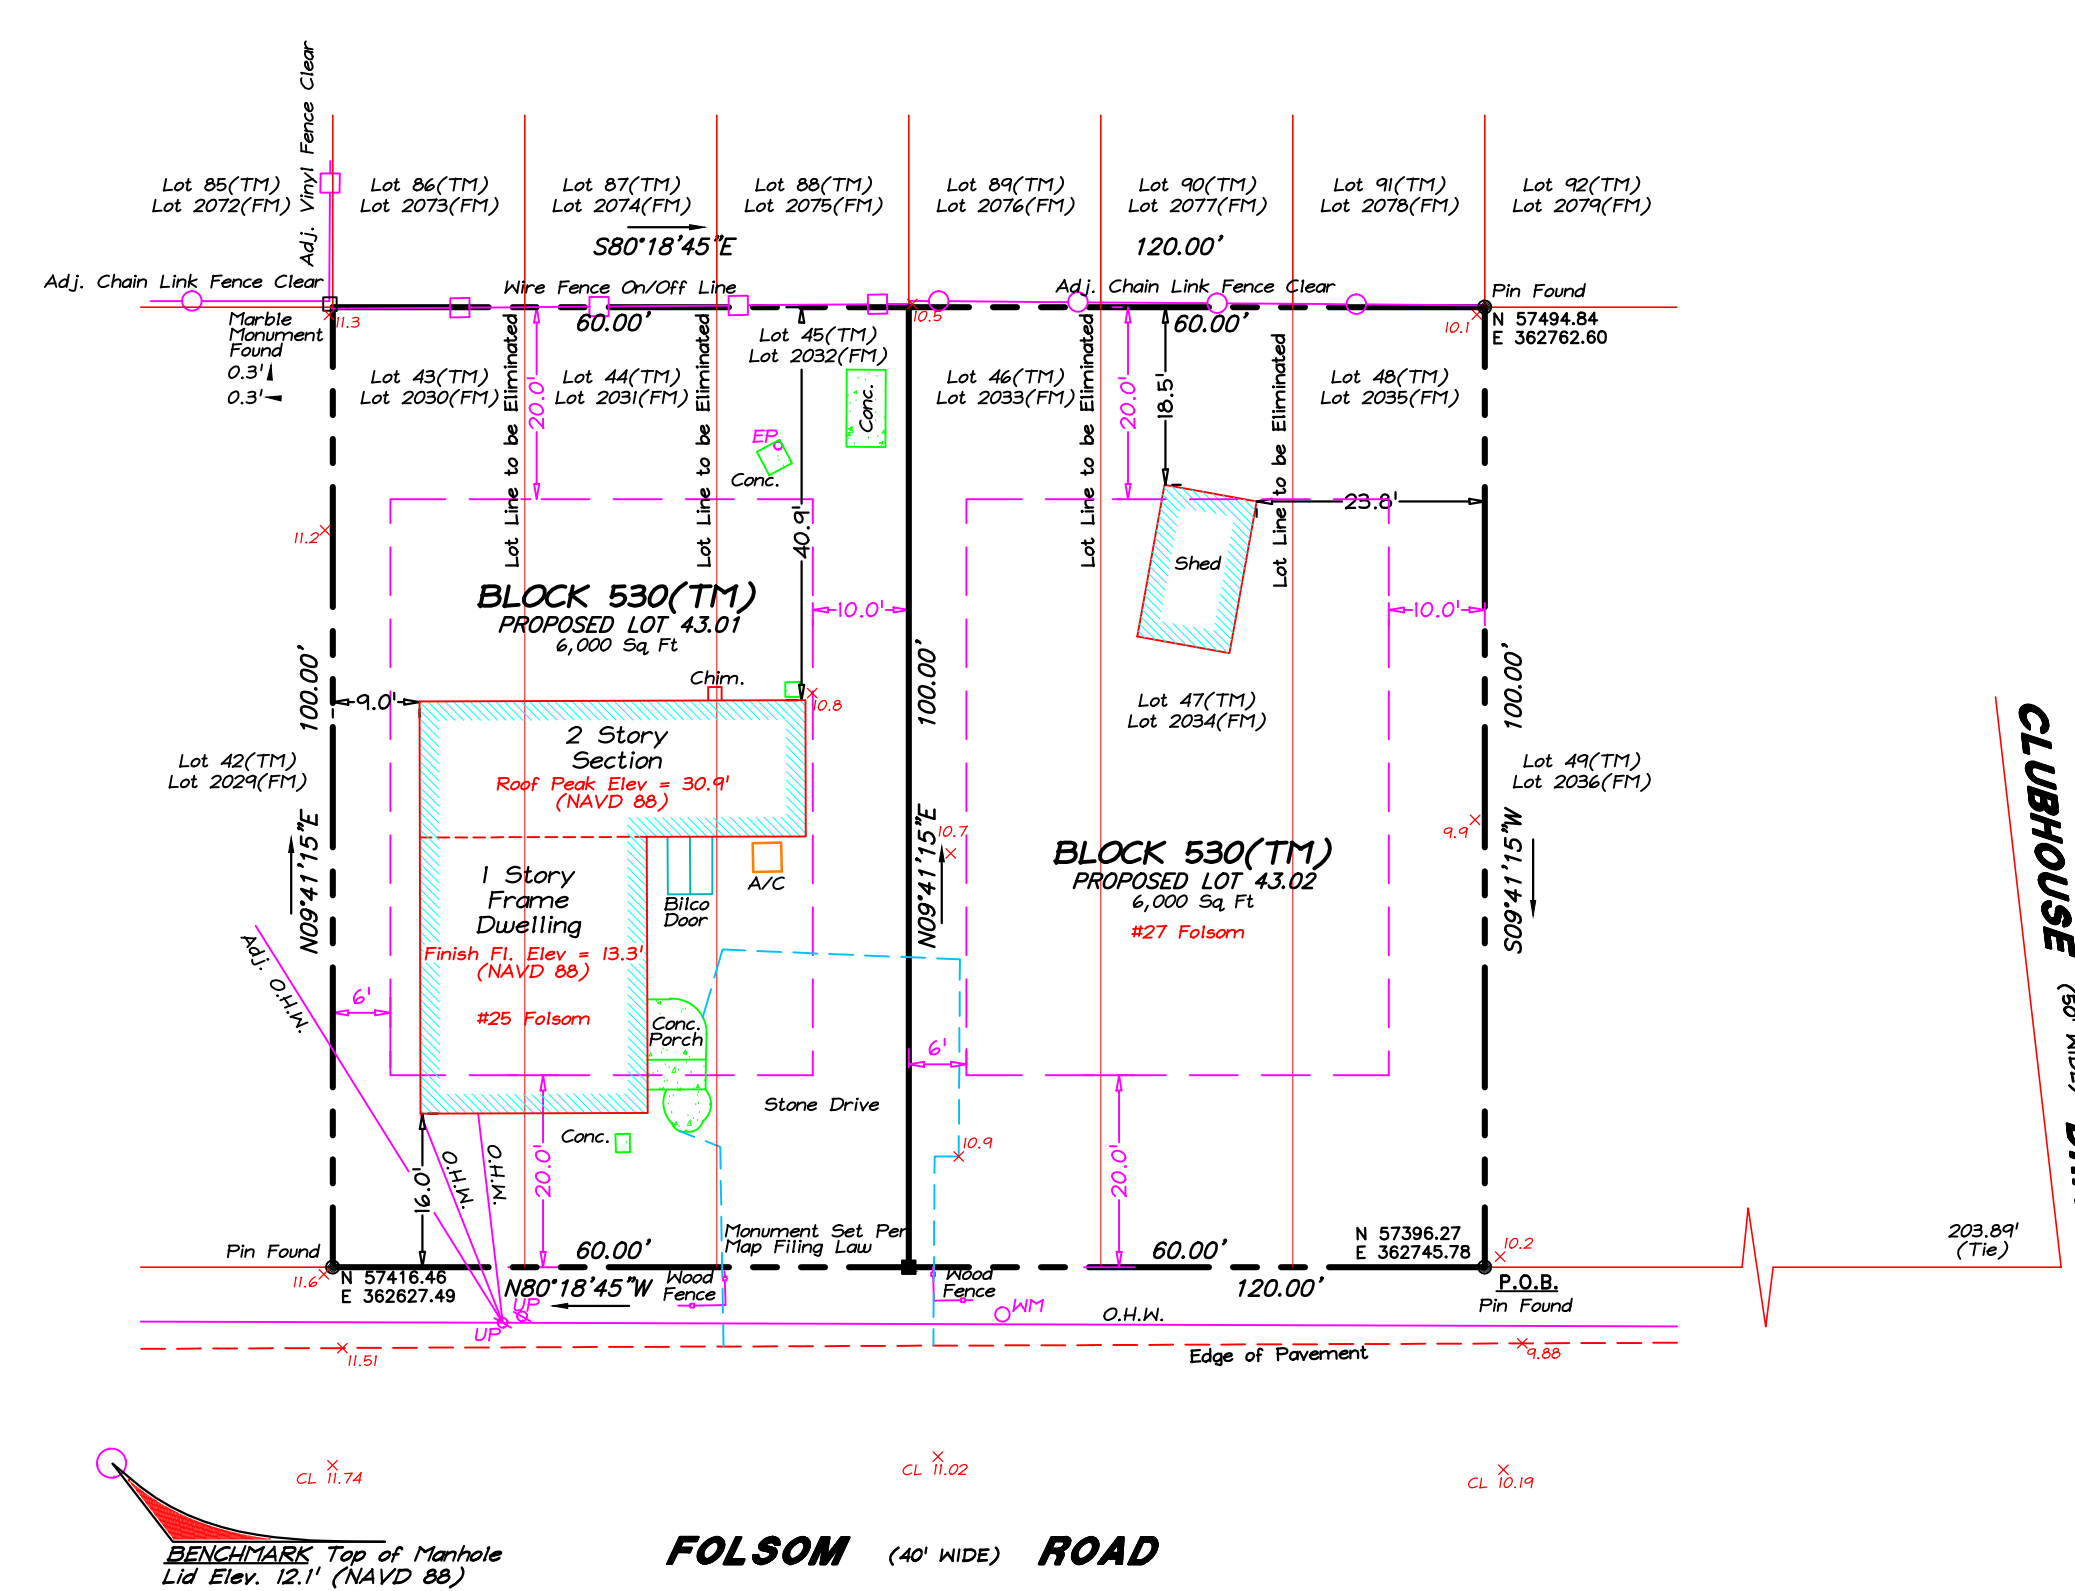 Adj. Vinyl Fence Clear
Lot 85(TM)
Lot 2072(FM)
Lot 86(TM)
Lot 2073(FM)
Lot 87(TM)
Lot 2074(FM)
Lot 88(TM)
Lot 2075(FM)
Lot 89(TM)
Lot 2076(FM)
Lot 90(TM)
Lot 2077(FM)
Lot 91(TM)
Lot 2078(FM)
Lot 92(TM)
Lot 2079(FM)
S80°18'45"E
120.00'
Adj. Chain Link Fence Clear
Wire Fence On/Off Line
Adj. Chain Link Fence Clear
Pin Found
Marble
Monument
Found
0.3'
0.3'
11.3
60.00'
10.5
60.00'
10.1
N 57494.84
E 362762.60
Lot 45(TM)
Lot 2032(FM)
Lot 43(TM)
Lot 2030(FM)
Lot 44(TM)
Lot 2031(FM)
Lot 46(TM)
Lot 2033(FM)
Lot 48(TM)
Lot 2035(FM)
Lot Line to be Eliminated
Lot Line to be Eliminated
Lot Line to be Eliminated
Lot Line to be Eliminated
20.0'
20.0'
18.5'
Conc.
EP
Conc.
40.9'
23.8'
11.2
Shed
BLOCK 530(TM)
PROPOSED LOT 43.01
6,000 Sq Ft
10.0'
10.0'
100.00'
100.00'
100.00'
Chim.
9.0'
10.8
Lot 47(TM)
Lot 2034(FM)
2 Story
Section
Roof Peak Elev = 30.9'
(NAVD 88)
Lot 42(TM)
Lot 2029(FM)
Lot 49(TM)
Lot 2036(FM)
N09°41'15"E
N09°41'15"E
S09°41'15"W
10.7
9.9
BLOCK 530(TM)
PROPOSED LOT 43.02
6,000 Sq Ft
#27 Folsom
1 Story
Frame
Dwelling
Finish Fl. Elev = 13.3'
(NAVD 88)
#25 Folsom
A/C
Bilco
Door
Adj. O.H.W.
6'
Conc.
Porch
6'
Stone Drive
Conc.
10.9
O.H.W.
O.H.W.
16.0'
20.0'
20.0'
CLUBHOUSE
Monument Set Per
Map Filing Law
Pin Found
60.00'
60.00'
N 57396.27
E 362745.78
10.2
203.89'
(Tie)
11.6
N 57416.46
E 362627.49
N80°18'45"W
Wood
Fence
Wood
Fence
120.00'
P.O.B.
Pin Found
UP
UP
WM
O.H.W.
11.51
Edge of Pavement
9.88
CL 11.74
CL 11.02
CL 10.19
BENCHMARK Top of Manhole
Lid Elev. 12.1' (NAVD 88)
FOLSOM (40' WIDE) ROAD